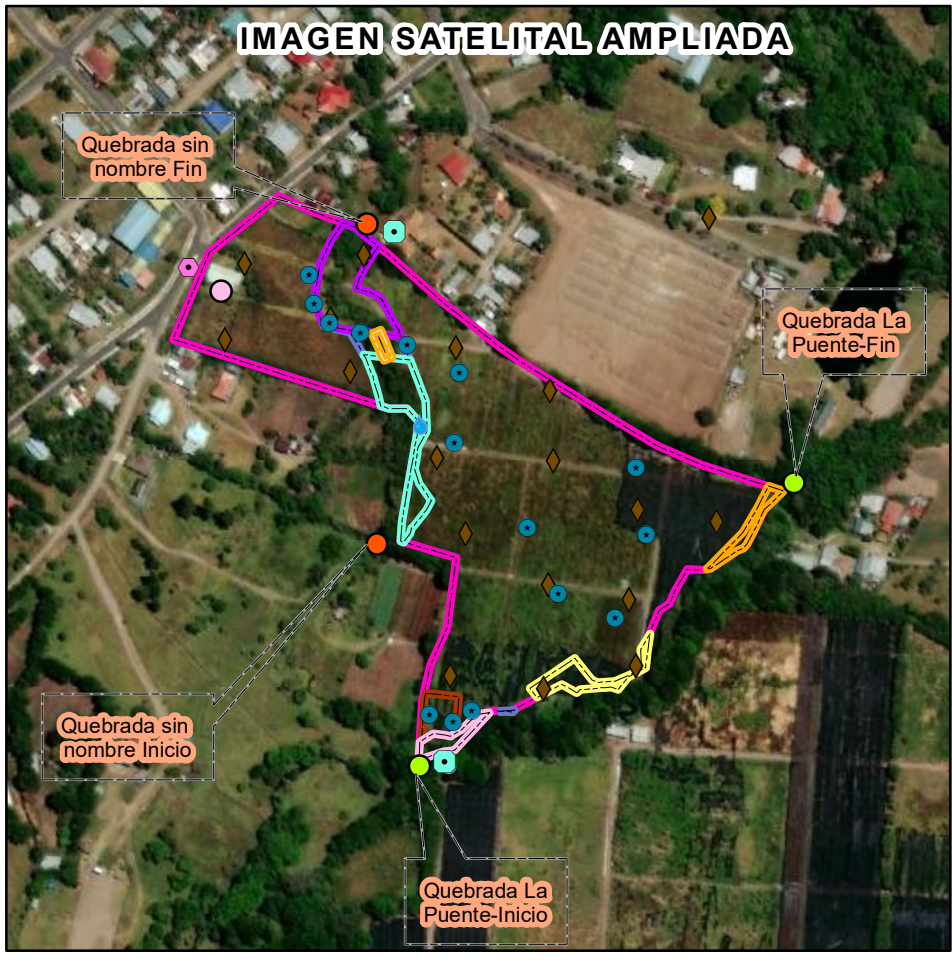 IMAGEN SATELITAL AMPLIADA
Quebrada sin
nombre Fin
Quebrada La
Puente-Fin
Quebrada sin
nombre Inicio
Quebrada La
Puente-Inicio